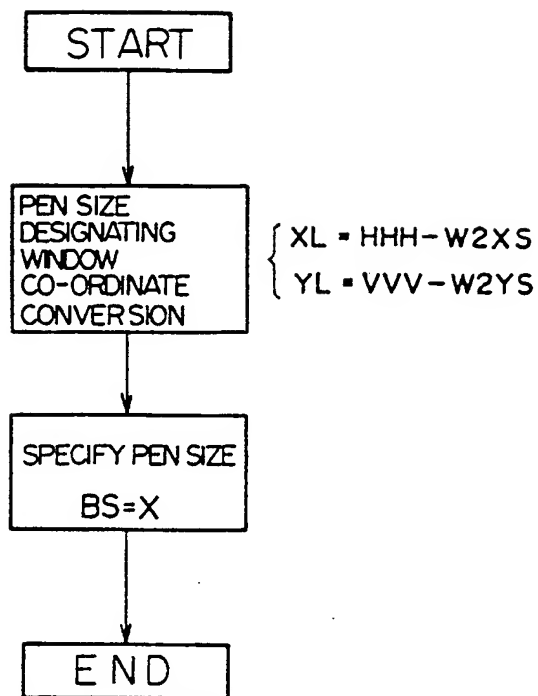 START
PEN SIZE
DESIGNATING
WINDOW
CO-ORDINATE
CONVERSION
XL = HHH-W2XS
YL = VVV-W2YS
SPECIFY PEN SIZE
BS=X
END